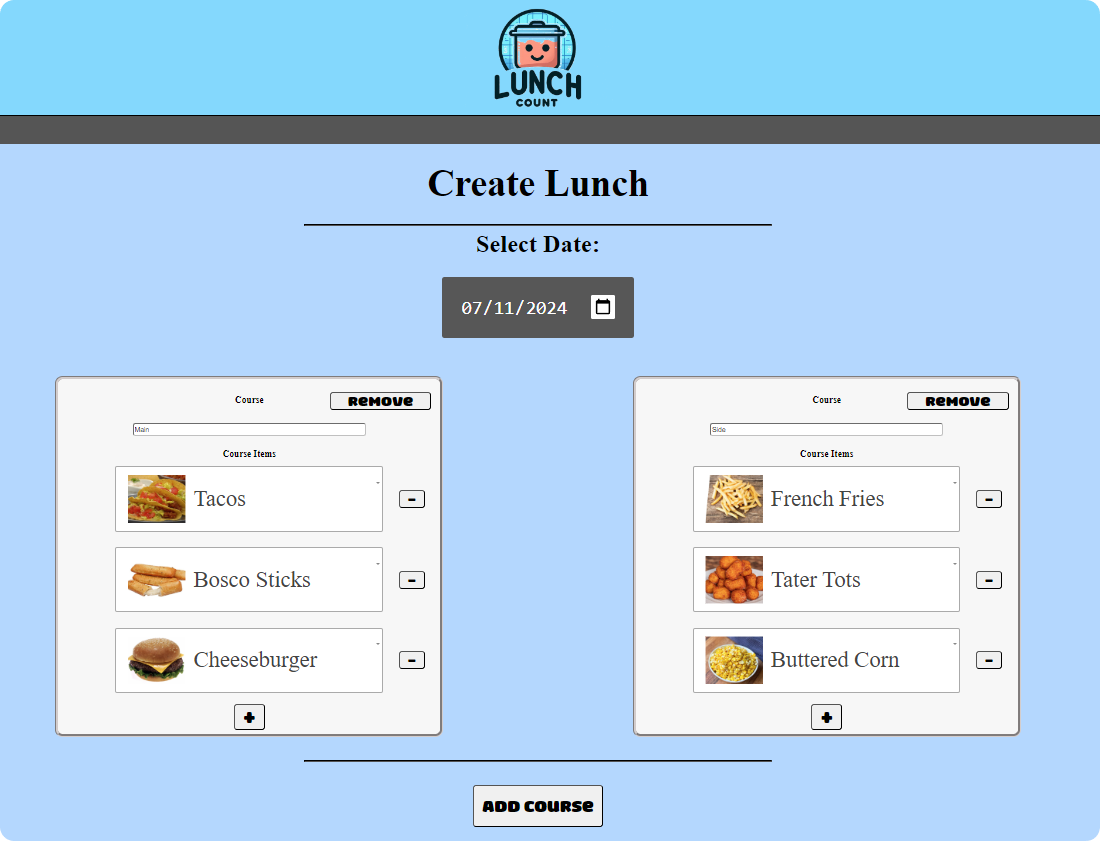 LUNCH
COUNT
Create Lunch
Select Date:
07/11/2024
Course
Remove
Main
Course Items
Tacos
-
Bosco Sticks
-
Cheeseburger
-
+
Course
Remove
Side
Course Items
French Fries
-
Tater Tots
-
Buttered Corn
-
+
Add Course